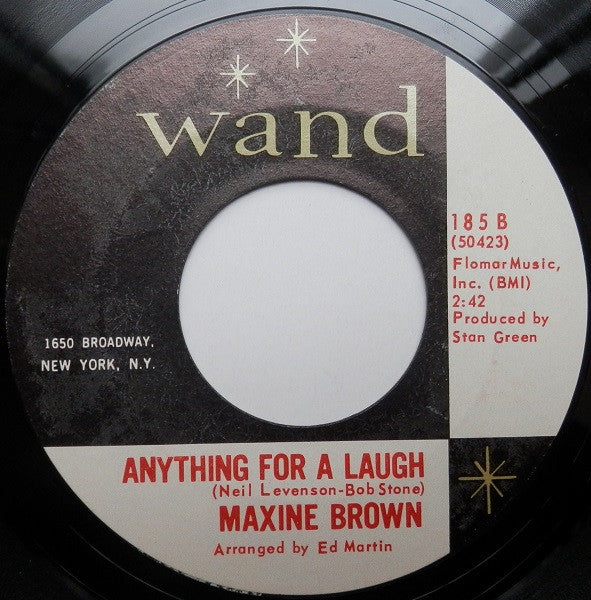 wand
185 B
(50423)
Flomar Music,
Inc. (BMI)
2:42
Produced by
Stan Green
1650 BROADWAY,
NEW YORK, N.Y.
ANYTHING FOR A LAUGH
(Neil Levenson-Bob Stone)
MAXINE BROWN
Arranged by Ed Martin